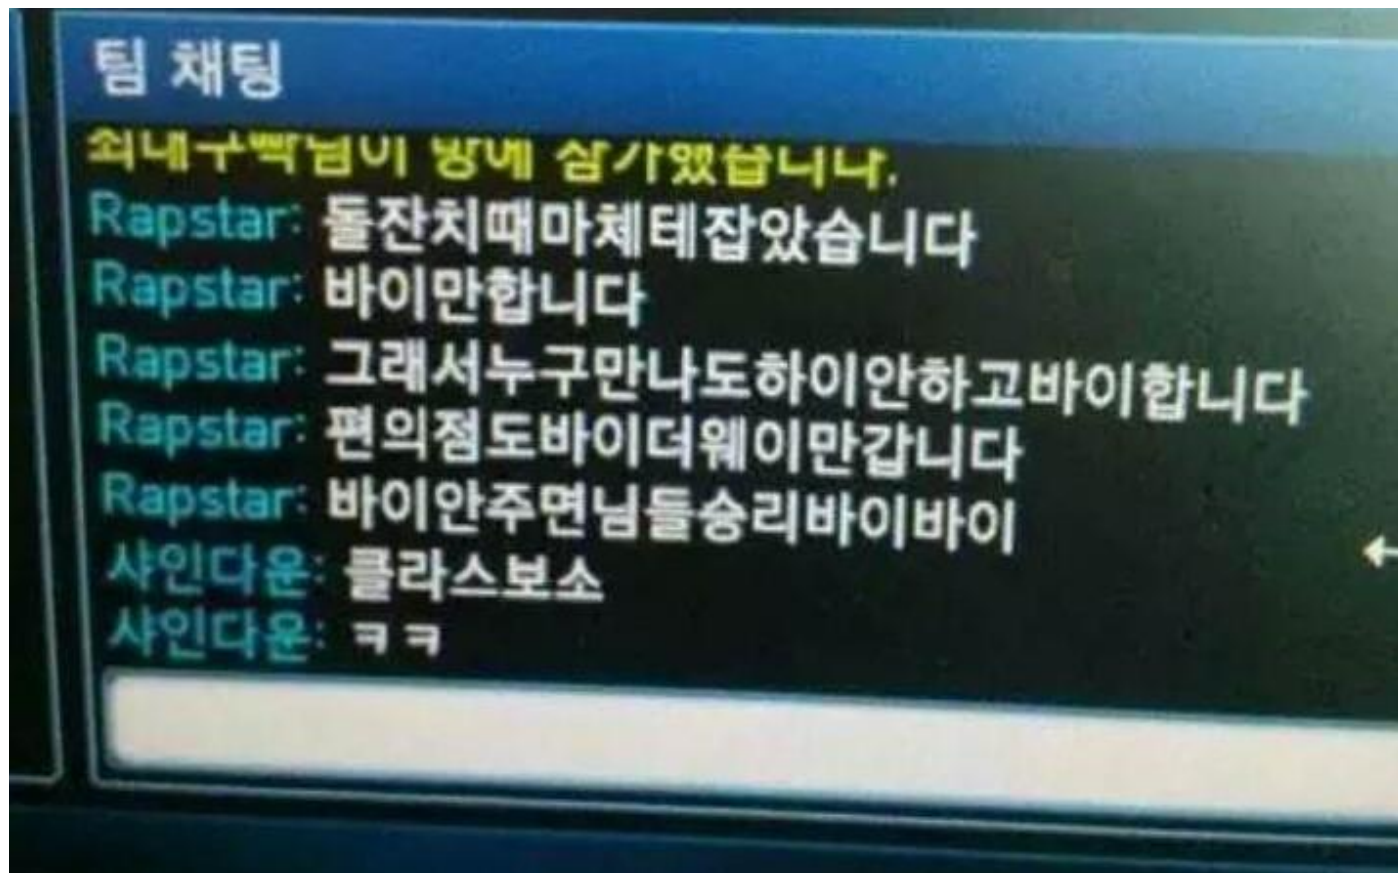 팀 채팅
님이 방에 참가했습니다.
Rapstar: 돌잔치때마체테잡았습니다
Rapstar: 바이만합니다
Rapstar: 그래서누구만나도하이안하고바이합니다
Rapstar: 편의점도바이더웨이만갑니다
Rapstar: 바이안주면님들승리바이바이
샤인다운: 클라스보소
샤인다운: ㅋㅋ